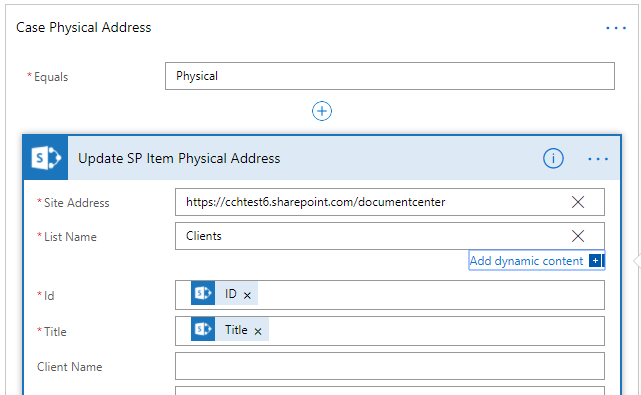 Case Physical Address
* Equals Physical
Update SP Item Physical Address
* Site Address https://cchtest6.sharepoint.com/documentcenter
* List Name Clients
Add dynamic content
* Id ID
* Title Title
Client Name